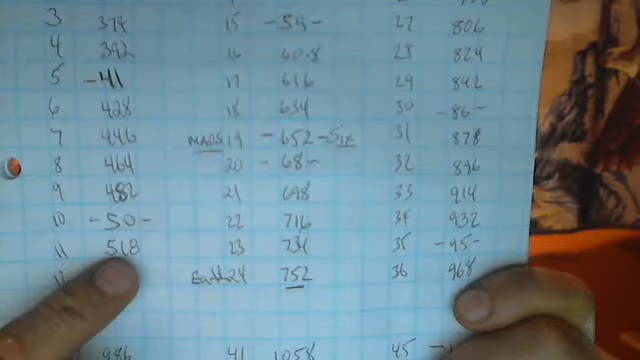 3 374 15 -59- 27 806
4 392 16 608 28 824
5 -41 17 616 29 842
6 428 18 634 30 -86-
7 446 MARS 19 -652-Six 31 878
8 464 20 -68- 32 896
9 482 21 698 33 914
10 -50- 22 716 34 932
11 518 23 734 35 -95-
Earth 24 752 36 968
986 41 1058 45